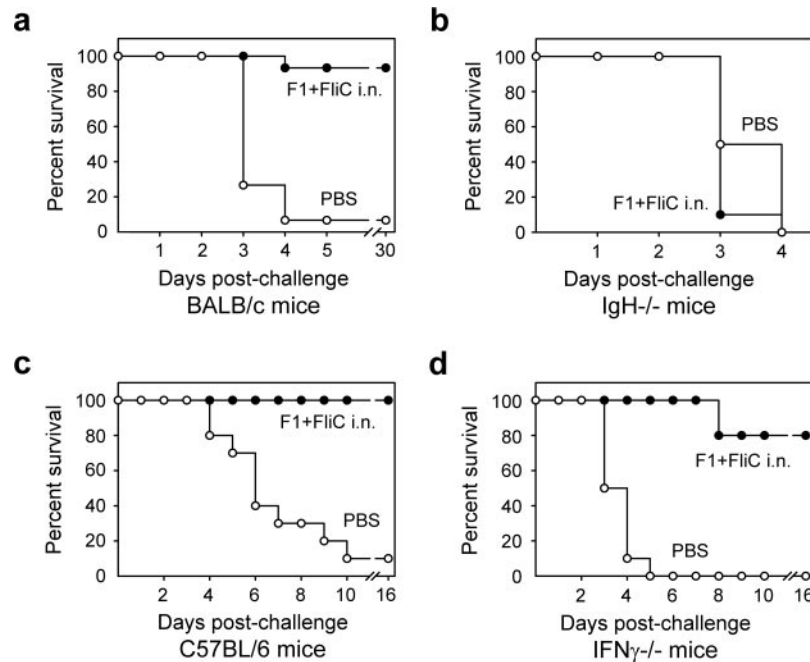 a
100
80
60
40
20
0
Percent survival
F1+FliC i.n.
PBS
1 2 3 4 5 30
Days post-challenge
BALB/c mice
b
100
80
60
40
20
0
Percent survival
PBS
F1+FliC i.n.
1 2 3 4
Days post-challenge
IgH-/- mice
c
100
80
60
40
20
0
Percent survival
F1+FliC i.n.
PBS
2 4 6 8 10 16
Days post-challenge
C57BL/6 mice
d
100
80
60
40
20
0
Percent survival
F1+FliC i.n.
PBS
2 4 6 8 10 16
Days post-challenge
IFNγ-/- mice